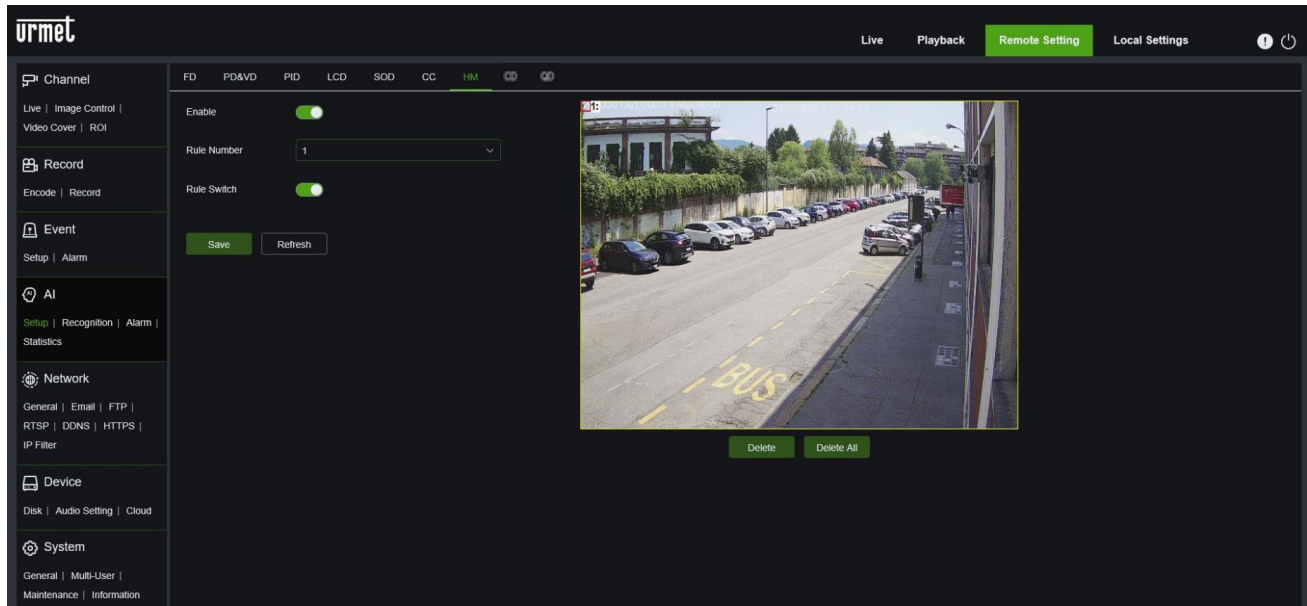 urmet
Live Playback Remote Setting Local Settings
Channel
Live | Image Control |
Video Cover | ROI
Record
Encode | Record
Event
Setup | Alarm
AI
Setup | Recognition | Alarm |
Statistics
Network
General | Email | FTP |
RTSP | DDNS | HTTPS |
IP Filter
Device
Disk | Audio Setting | Cloud
System
General | Multi-User |
Maintenance | Information
FD PD&VD PID LCD SOD CC HM
Enable
Rule Number 1
Rule Switch
Save Refresh
1:
BUS
Delete Delete All